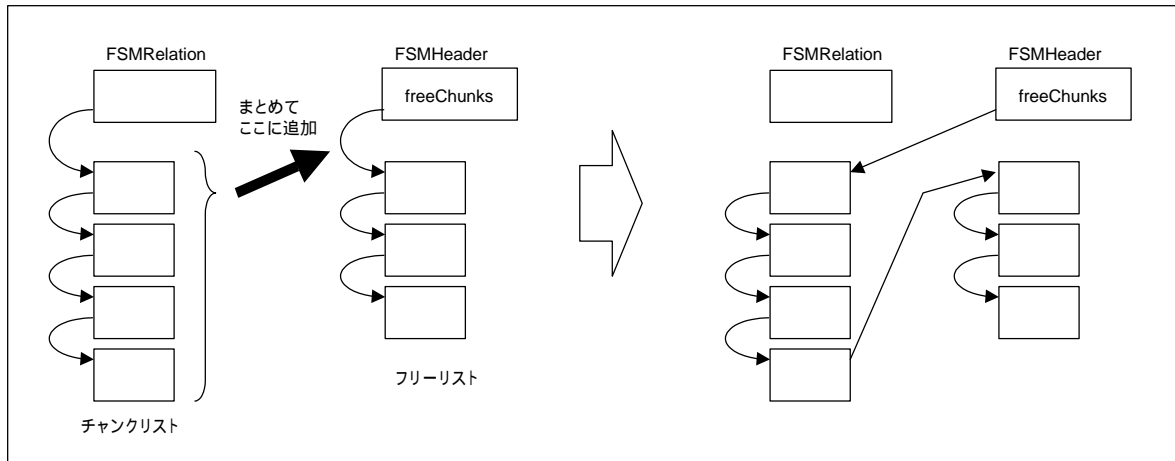 FSMRelation
FSMHeader
freeChunks
まとめて
ここに追加
チャンクリスト
フリーリスト
FSMRelation
FSMHeader
freeChunks